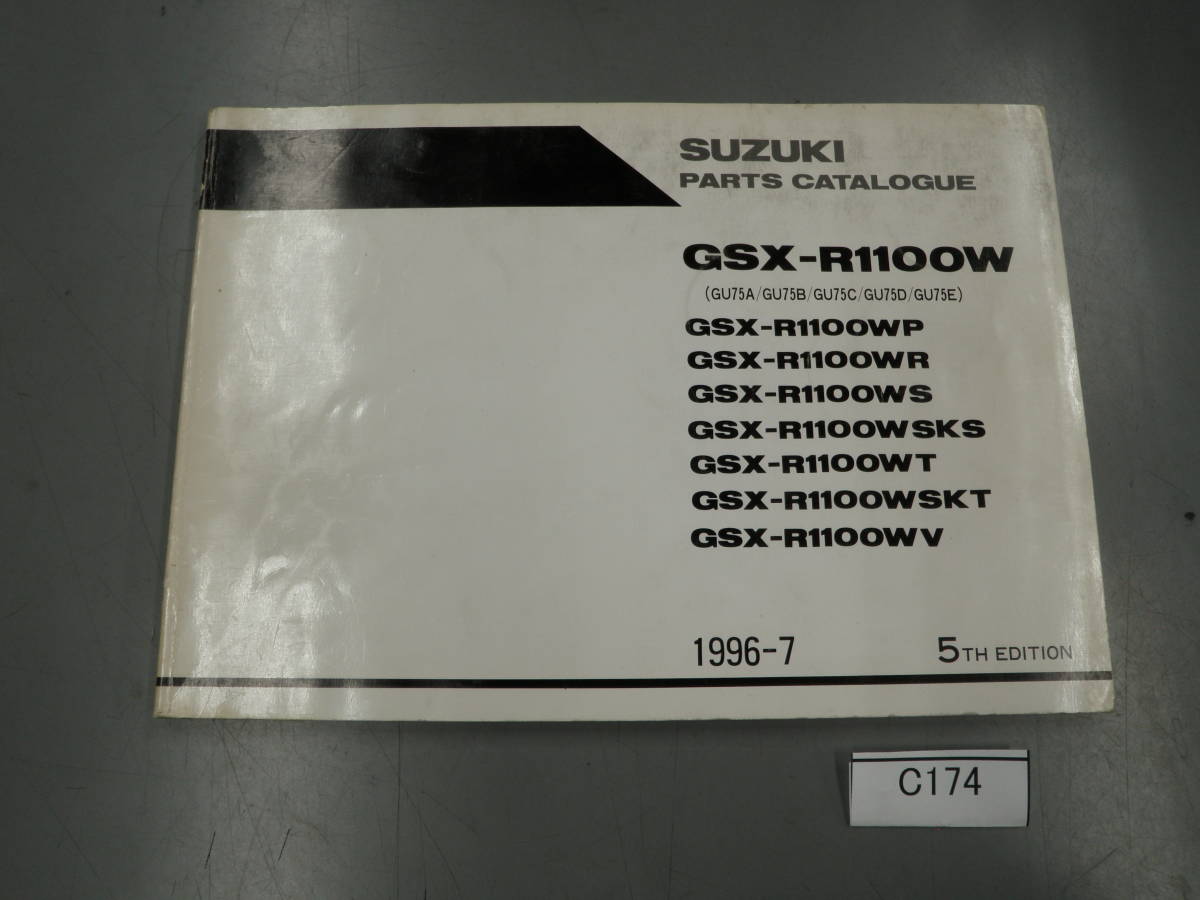 SUZUKI
PARTS CATALOGUE
GSX-R1100W
(GU75A/GU75B/GU75C/GU75D/GU75E)
GSX-R1100WP
GSX-R1100WR
GSX-R1100WS
GSX-R1100WSKS
GSX-R1100WT
GSX-R1100WSKT
GSX-R1100WV
1996-7 5TH EDITION
C174